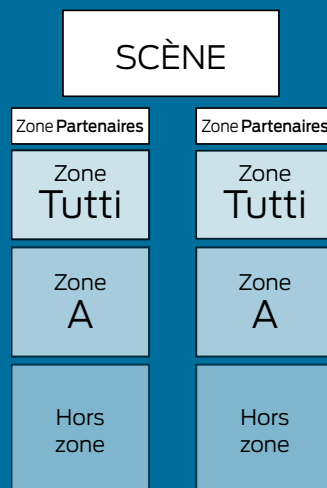 SCÈNE
Zone Partenaires
Zone Partenaires
Zone
Tutti
Zone
Tutti
Zone
A
Zone
A
Hors
zone
Hors
zone